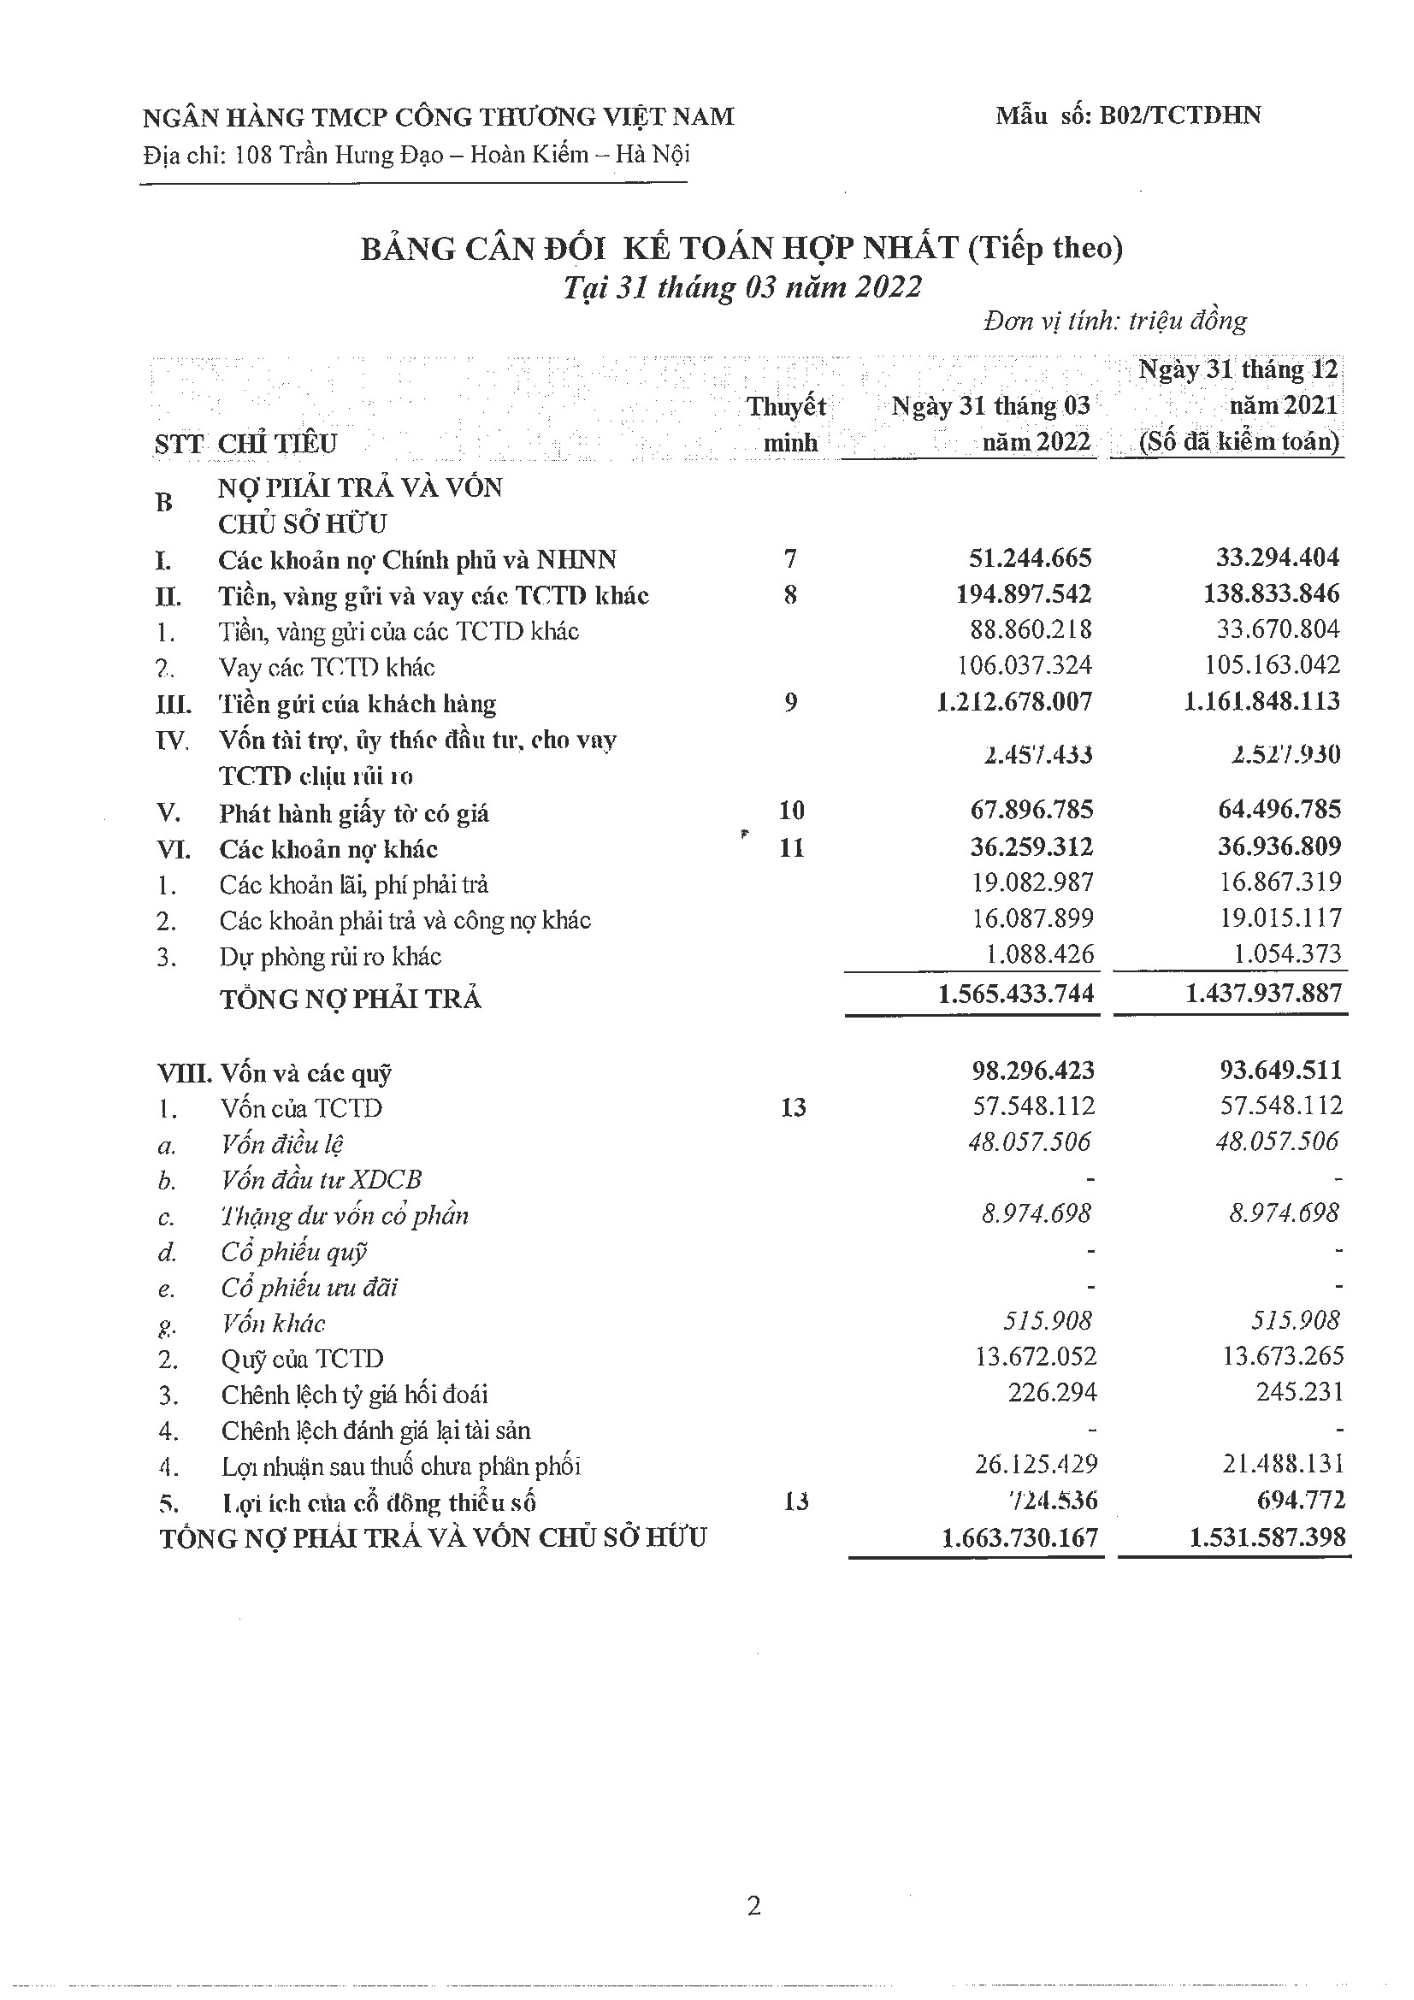 NGÂN HÀNG TMCP CÔNG THƯƠNG VIỆT NAM Mẫu số: B02/TCTDHN
Địa chỉ: 108 Trần Hưng Đạo – Hoàn Kiếm – Hà Nội
BẢNG CÂN ĐỐI KẾ TOÁN HỢP NHẤT (Tiếp theo)
Tại 31 tháng 03 năm 2022
Đơn vị tính: triệu đồng
STT CHỈ TIÊU Thuyết minh Ngày 31 tháng 03 năm 2022 Ngày 31 tháng 12 năm 2021 (Số đã kiểm toán)
B NỢ PHẢI TRẢ VÀ VỐN
CHỦ SỞ HỮU
I. Các khoản nợ Chính phủ và NHNN 7 51.244.665 33.294.404
II. Tiền, vàng gửi và vay các TCTD khác 8 194.897.542 138.833.846
1. Tiền, vàng gửi của các TCTD khác 88.860.218 33.670.804
2. Vay các TCTD khác 106.037.324 105.163.042
III. Tiền gửi của khách hàng 9 1.212.678.007 1.161.848.113
IV. Vốn tài trợ, ủy thác đầu tư, cho vay
TCTD chịu rủi ro 2.457.433 2.527.930
V. Phát hành giấy tờ có giá 10 67.896.785 64.496.785
VI. Các khoản nợ khác 11 36.259.312 36.936.809
1. Các khoản lãi, phí phải trả 19.082.987 16.867.319
2. Các khoản phải trả và công nợ khác 16.087.899 19.015.117
3. Dự phòng rủi ro khác 1.088.426 1.054.373
TỔNG NỢ PHẢI TRẢ 1.565.433.744 1.437.937.887
VIII. Vốn và các quỹ 98.296.423 93.649.511
1. Vốn của TCTD 13 57.548.112 57.548.112
a. Vốn điều lệ 48.057.506 48.057.506
b. Vốn đầu tư XDCB - -
c. Thặng dư vốn cổ phần 8.974.698 8.974.698
d. Cổ phiếu quỹ - -
e. Cổ phiếu ưu đãi - -
g. Vốn khác 515.908 515.908
2. Quỹ của TCTD 13.672.052 13.673.265
3. Chênh lệch tỷ giá hối đoái 226.294 245.231
4. Chênh lệch đánh giá lại tài sản - -
4. Lợi nhuận sau thuế chưa phân phối 26.125.429 21.488.131
5. Lợi ích của cổ đông thiểu số 13 724.536 694.772
TỔNG NỢ PHẢI TRẢ VÀ VỐN CHỦ SỞ HỮU 1.663.730.167 1.531.587.398
2